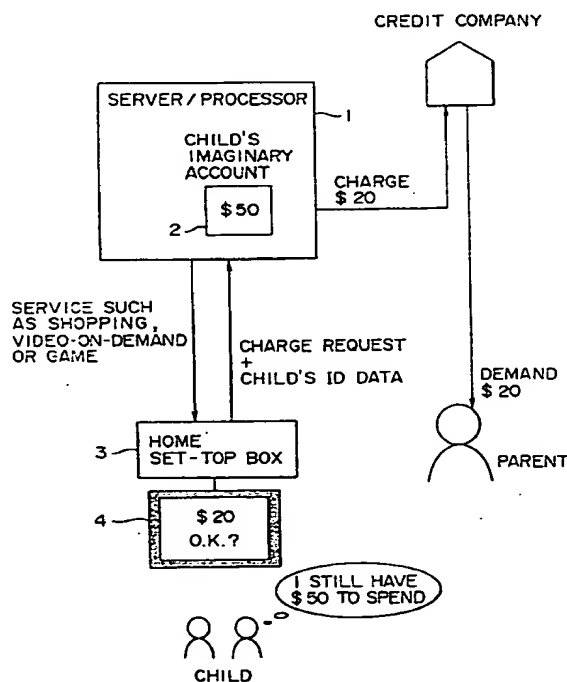 CREDIT COMPANY
SERVER/PROCESSOR
1
CHILD'S
IMAGINARY
ACCOUNT
$50
2
CHARGE
$20
SERVICE SUCH
AS SHOPPING,
VIDEO-ON-DEMAND
OR GAME
CHARGE REQUEST
+
CHILD'S ID DATA
DEMAND
$20
PARENT
3
HOME
SET-TOP BOX
4
$20
O.K.?
I STILL HAVE
$50 TO SPEND
CHILD